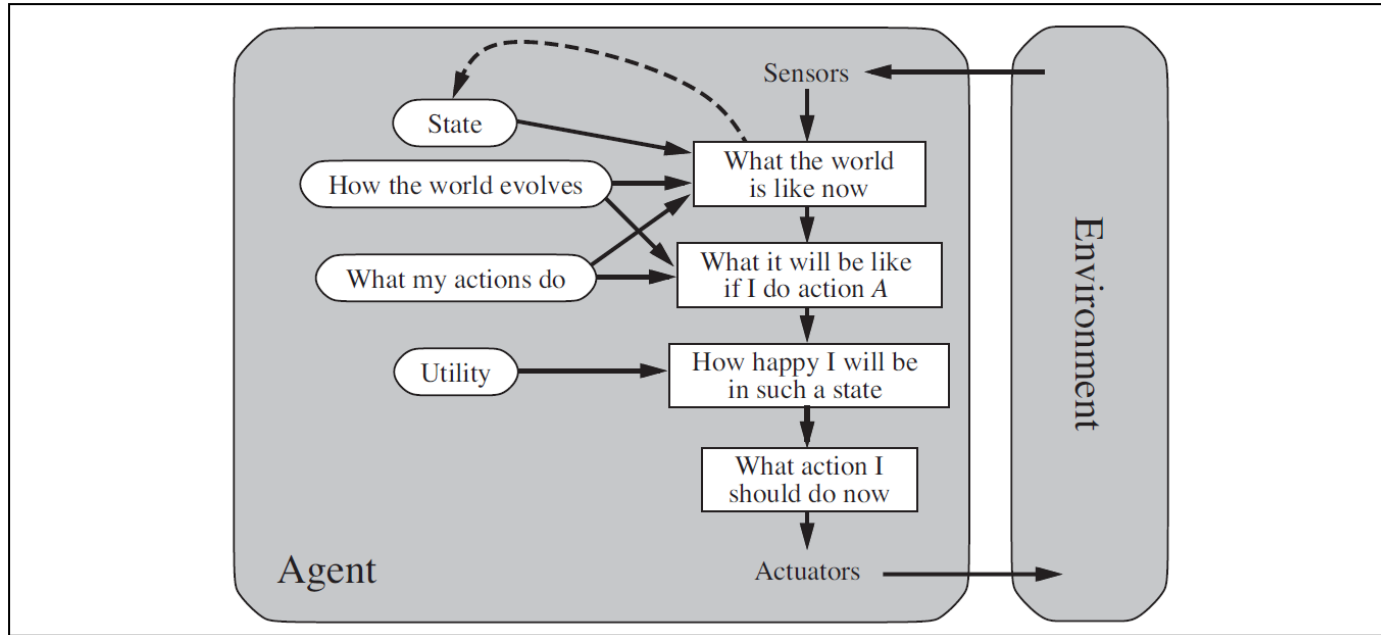 Sensors
State
What the world
is like now
How the world evolves
What my actions do
What it will be like
if I do action A
Utility
How happy I will be
in such a state
What action I
should do now
Agent
Actuators
Environment